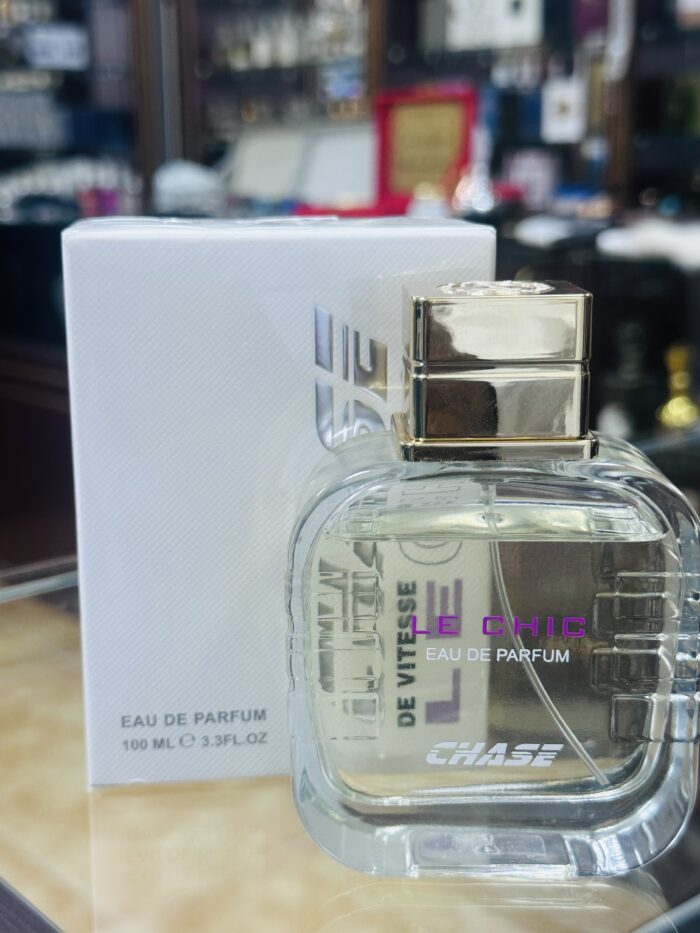 EAU DE PARFUM
100 ML ℮ 3.3FL.OZ
DE VITESSE
LE CHIC
EAU DE PARFUM
CHASE